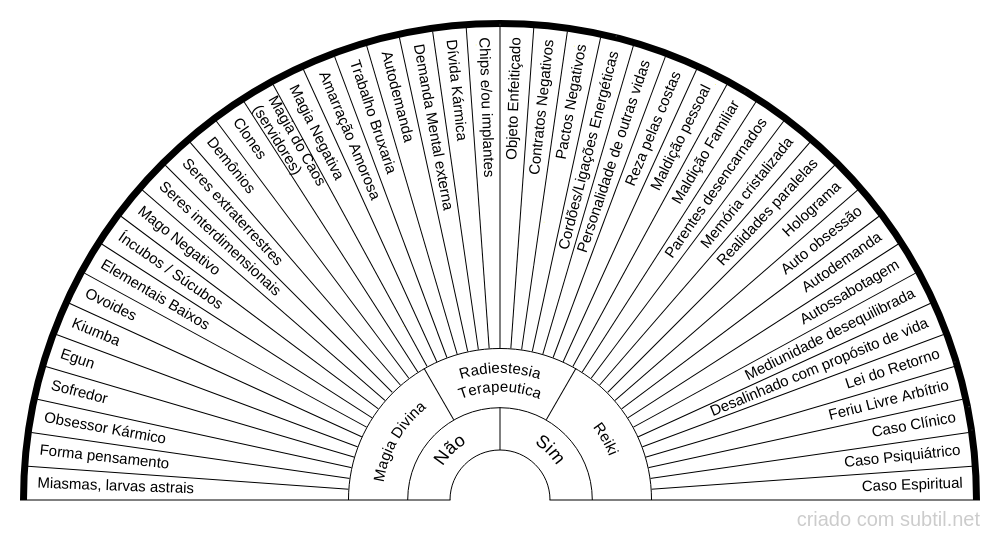 Miasmas, larvas astrais
Forma pensamento
Obsessor Kármico
Sofredor
Egun
Kiumba
Ovoides
Elementais Baixos
Íncubos / Súcubos
Mago Negativo
Seres interdimensionais
Seres extraterrestres
Demônios
Clones
Magia do Caos
(servidores)
Magia Negativa
Amarração Amorosa
Trabalho Bruxaria
Autodemanda
Demanda Mental externa
Dívida Kármica
Chips e/ou implantes
Objeto Enfeitiçado
Contratos Negativos
Pactos Negativos
Cordões/Ligações Energéticas
Personalidade de outras vidas
Reza pelas costas
Maldição pessoal
Maldição Familiar
Parentes desencarnados
Memória cristalizada
Realidades paralelas
Holograma
Auto obsessão
Autodemanda
Autossabotagem
Mediunidade desequilibrada
Desalinhado com propósito de vida
Lei do Retorno
Feriu Livre Arbítrio
Caso Clínico
Caso Psiquiátrico
Caso Espiritual
Magia Divina
Radiestesia
Terapeutica
Reiki
Não
Sim
criado com subtil.net